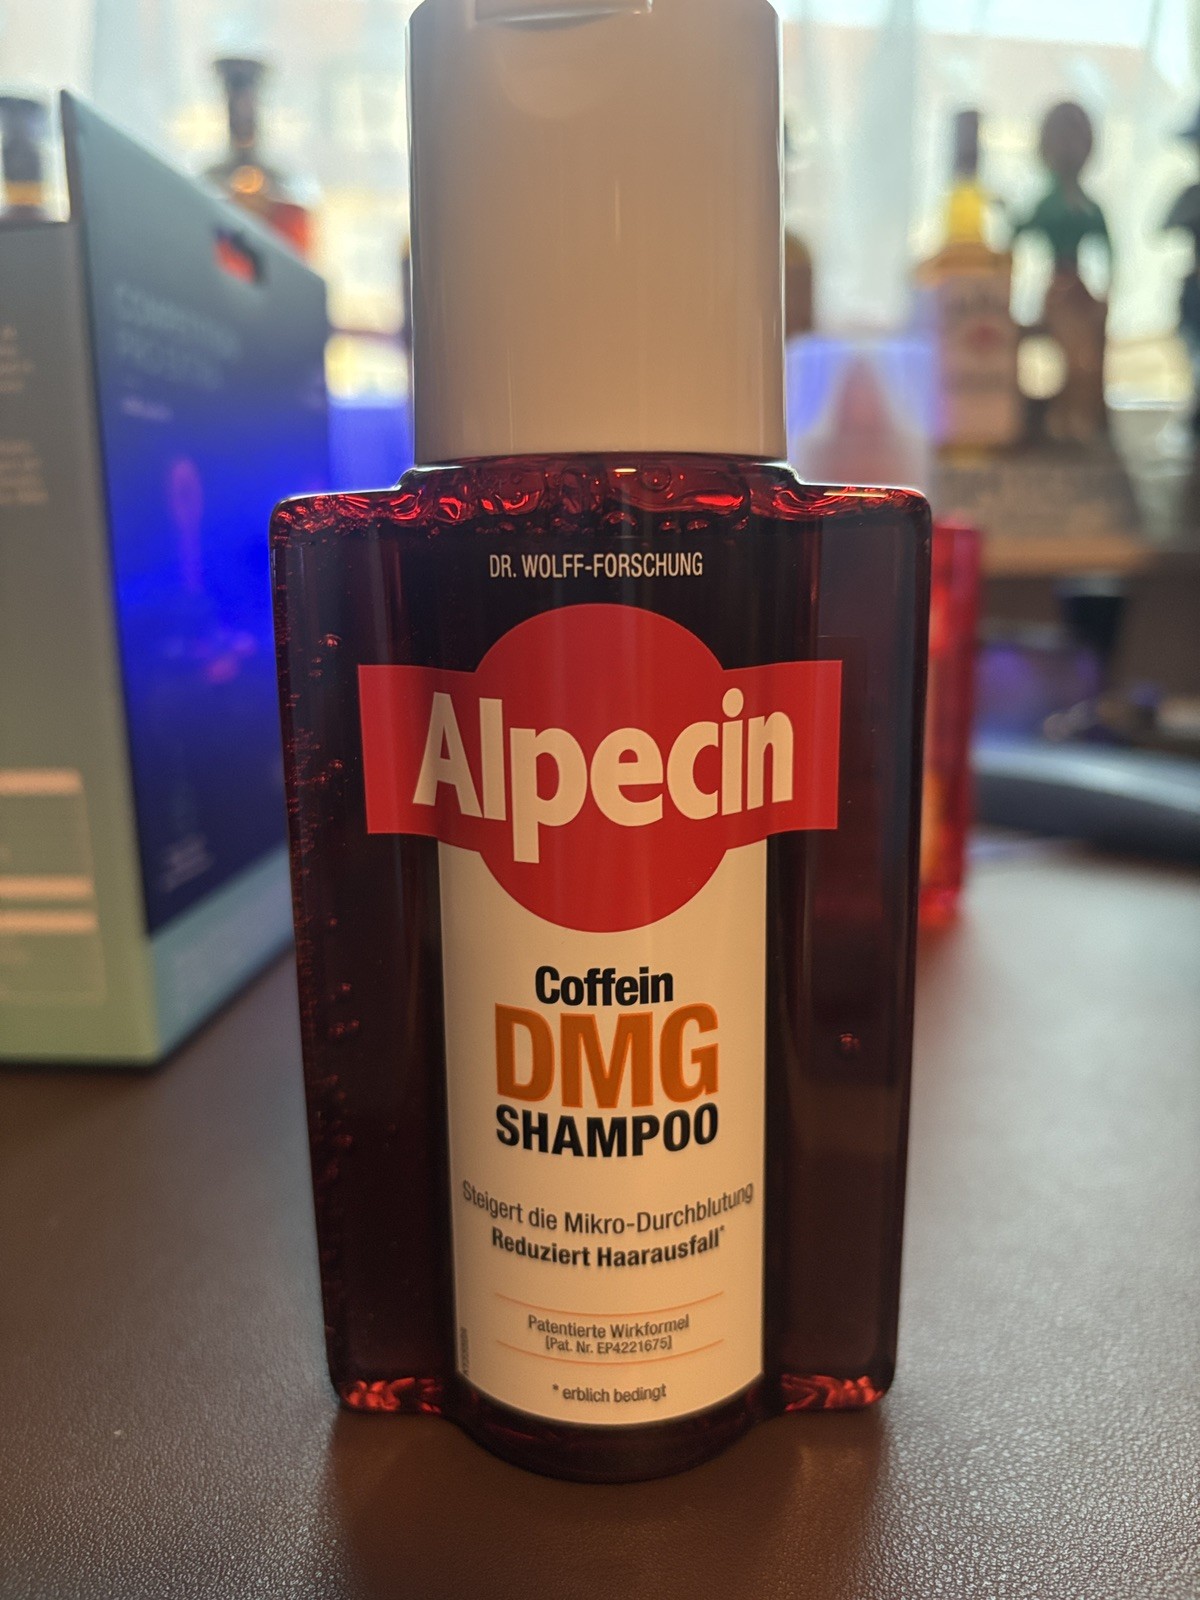 DR. WOLFF-FORSCHUNG
Alpecin
Coffein
DMG
SHAMPOO
Steigert die Mikro-Durchblutung
Reduziert Haarausfall*
Patentierte Wirkformel
[Pat. Nr. EP4221675]
* erblich bedingt